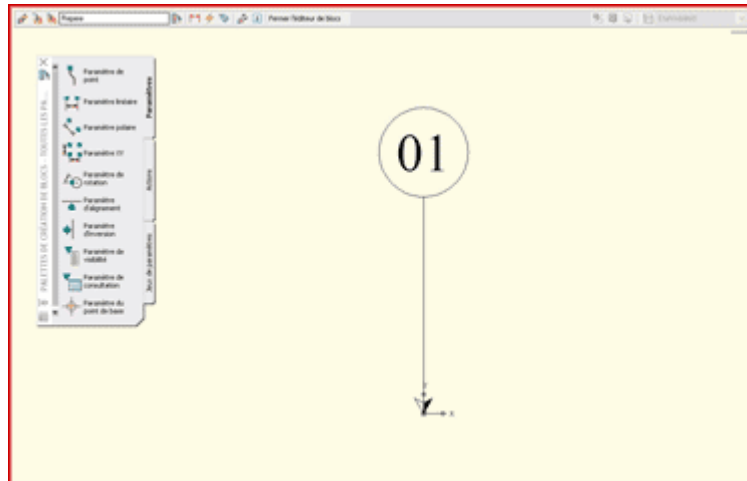 Repere
Fermer l'éditeur de blocs
Enregistrer
Paramètre de
point
Paramètre linéaire
Paramètre polaire
Paramètre XY
Paramètre de
rotation
Paramètre
d'alignement
Paramètre
d'inversion
Paramètre de
visibilité
Paramètre de
consultation
Paramètre du
point de base
Paramètres
Actions
Jeux de paramètres
PALETTES DE CRÉATION DE BLOCS TOUTES LES PA...
01
Y
X